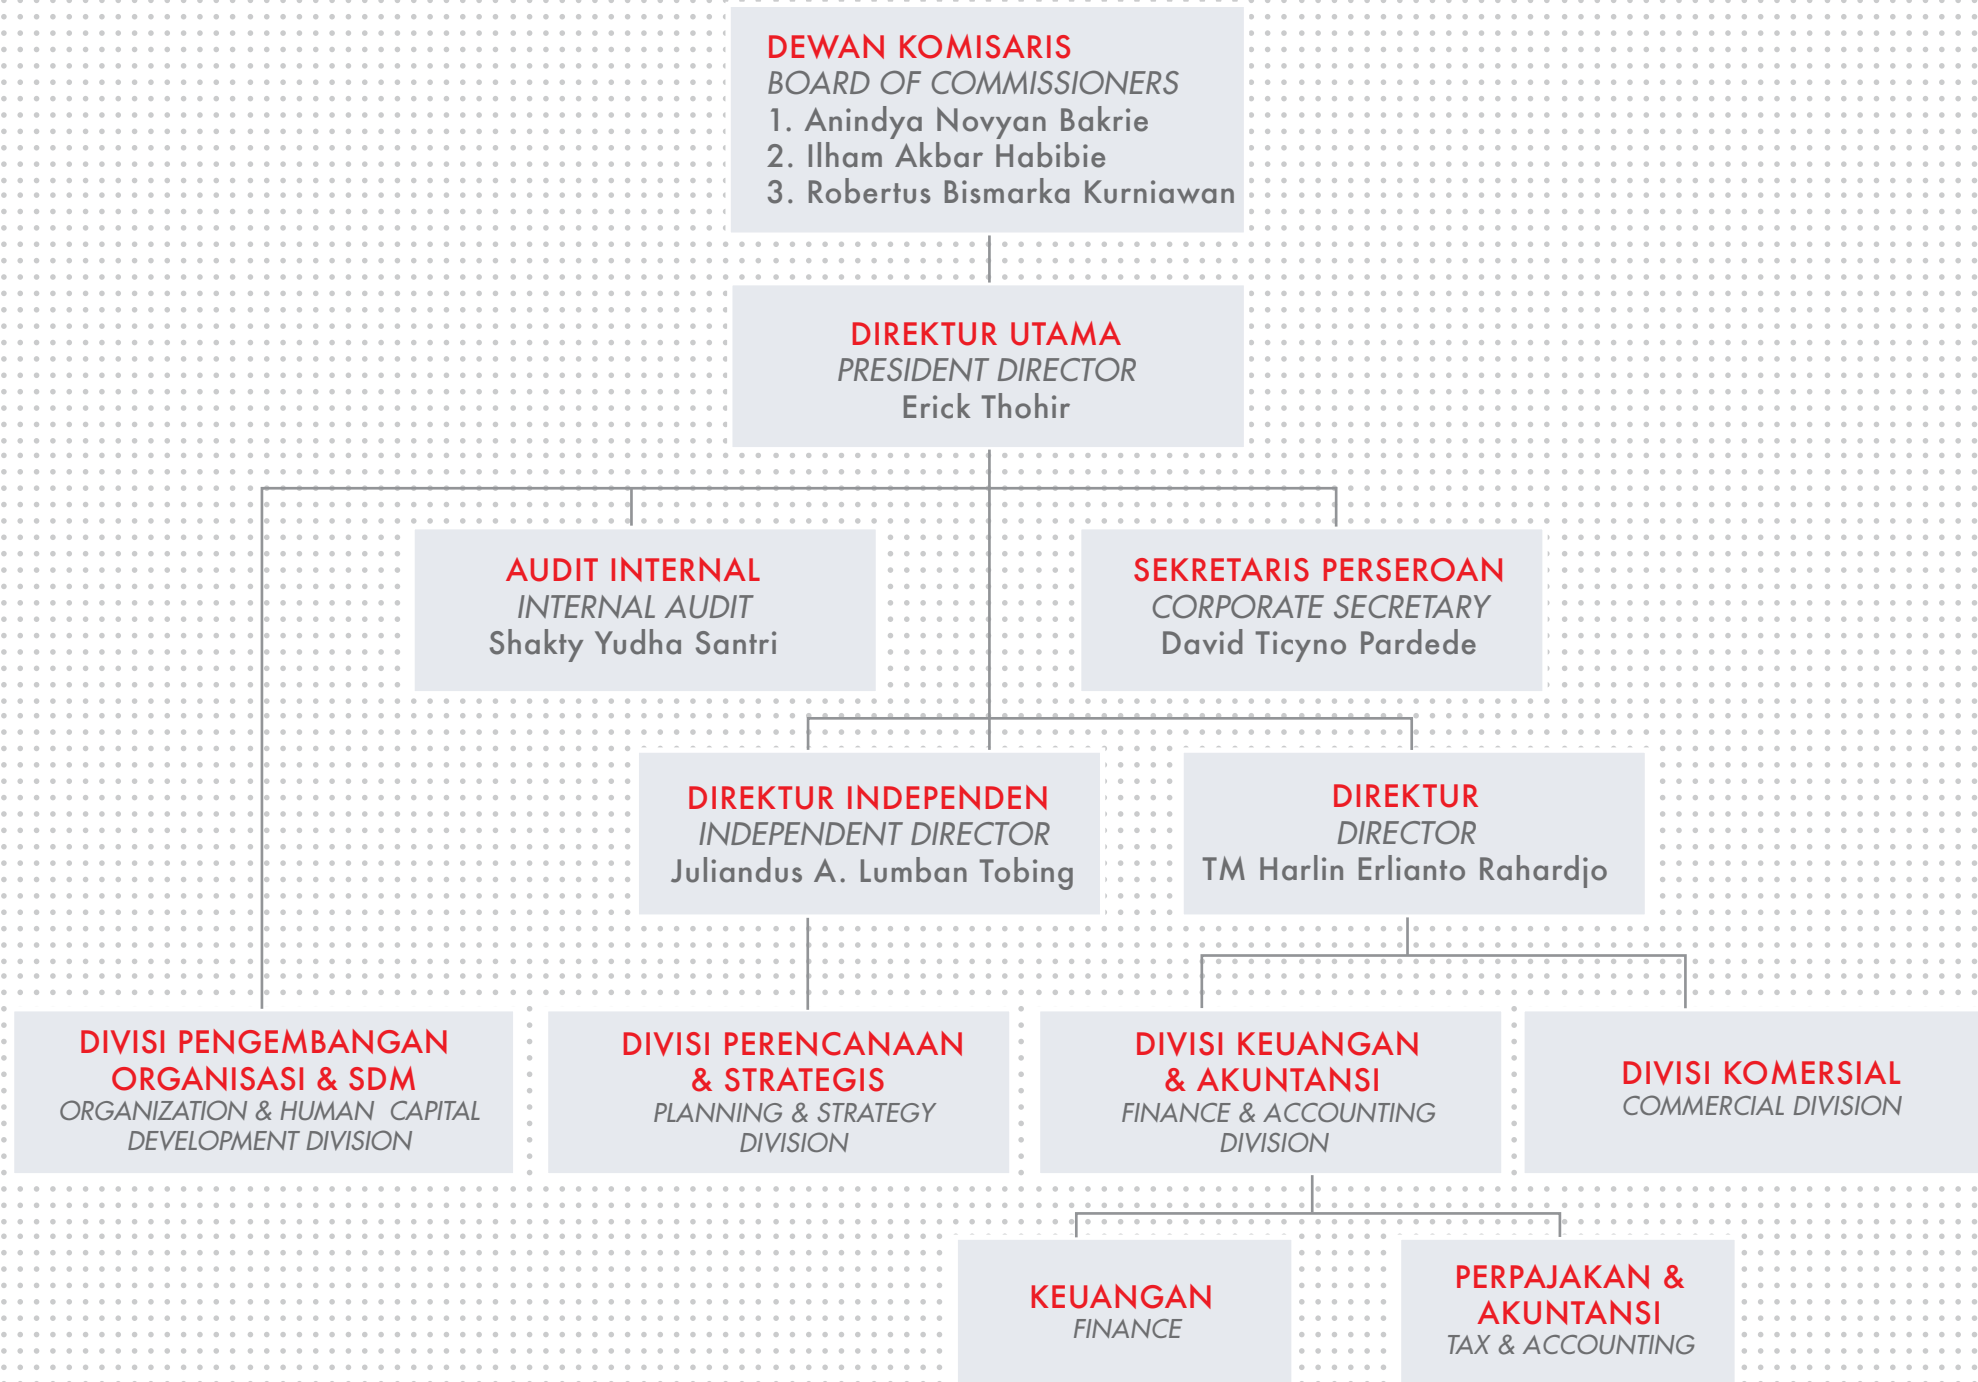 DEWAN KOMISARIS
BOARD OF COMMISSIONERS
1. Anindya Novyan Bakrie
2. Ilham Akbar Habibie
3. Robertus Bismarka Kurniawan
DIREKTUR UTAMA
PRESIDENT DIRECTOR
Erick Thohir
AUDIT INTERNAL
INTERNAL AUDIT
Shakty Yudha Santri
SEKRETARIS PERSEROAN
CORPORATE SECRETARY
David Ticyno Pardede
DIREKTUR INDEPENDEN
INDEPENDENT DIRECTOR
Juliandus A. Lumban Tobing
DIREKTUR
DIRECTOR
TM Harlin Erlianto Rahardjo
DIVISI PENGEMBANGAN
ORGANISASI & SDM
ORGANIZATION & HUMAN CAPITAL
DEVELOPMENT DIVISION
DIVISI PERENCANAAN
& STRATEGIS
PLANNING & STRATEGY
DIVISION
DIVISI KEUANGAN
& AKUNTANSI
FINANCE & ACCOUNTING
DIVISION
DIVISI KOMERSIAL
COMMERCIAL DIVISION
KEUANGAN
FINANCE
PERPAJAKAN &
AKUNTANSI
TAX & ACCOUNTING